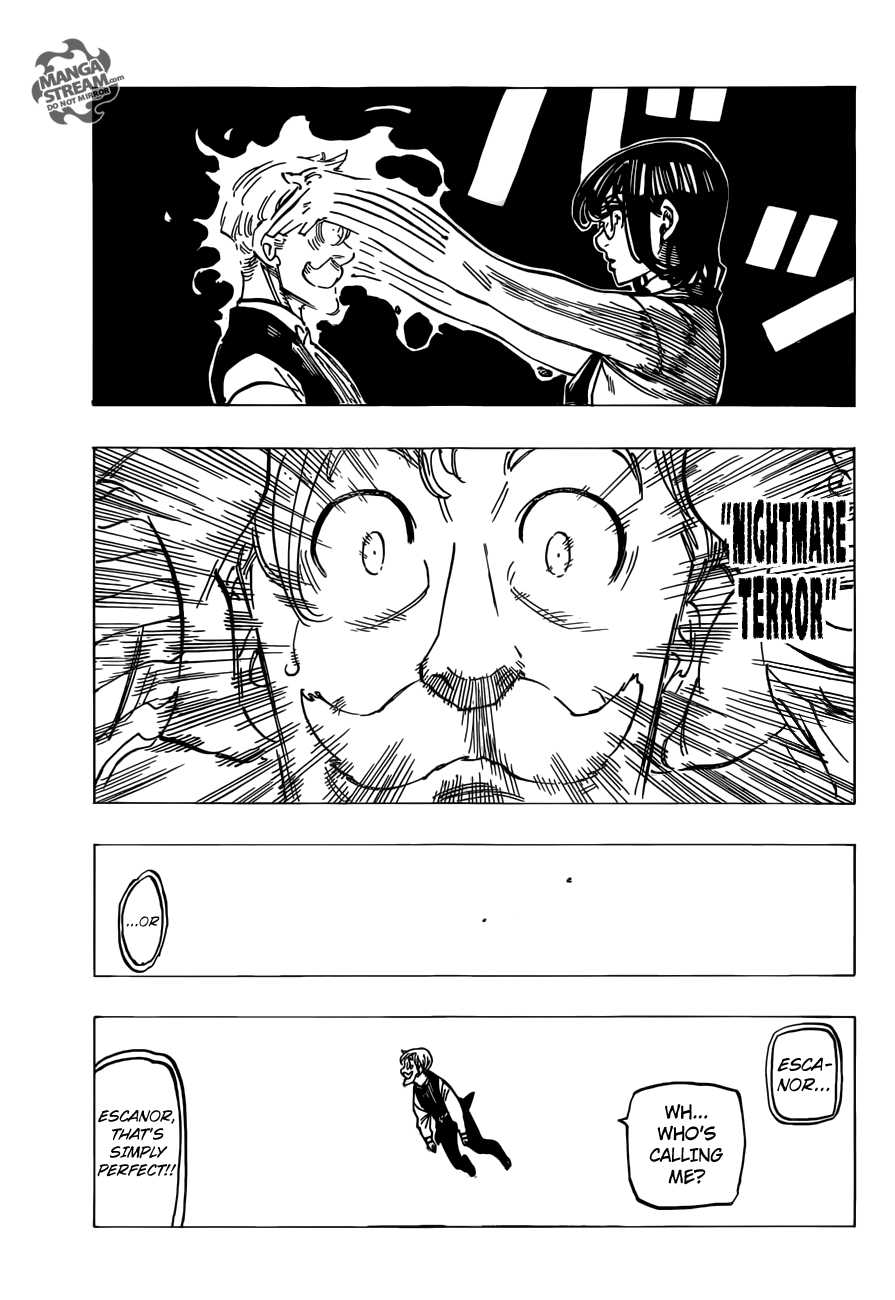 MANGA
STREAM.com
DO NOT MIRROR
"NIGHTMARE
TERROR"
...OR
ESCA-
NOR...
WH...
WHO'S
CALLING
ME?
ESCANOR,
THAT'S
SIMPLY
PERFECT!!